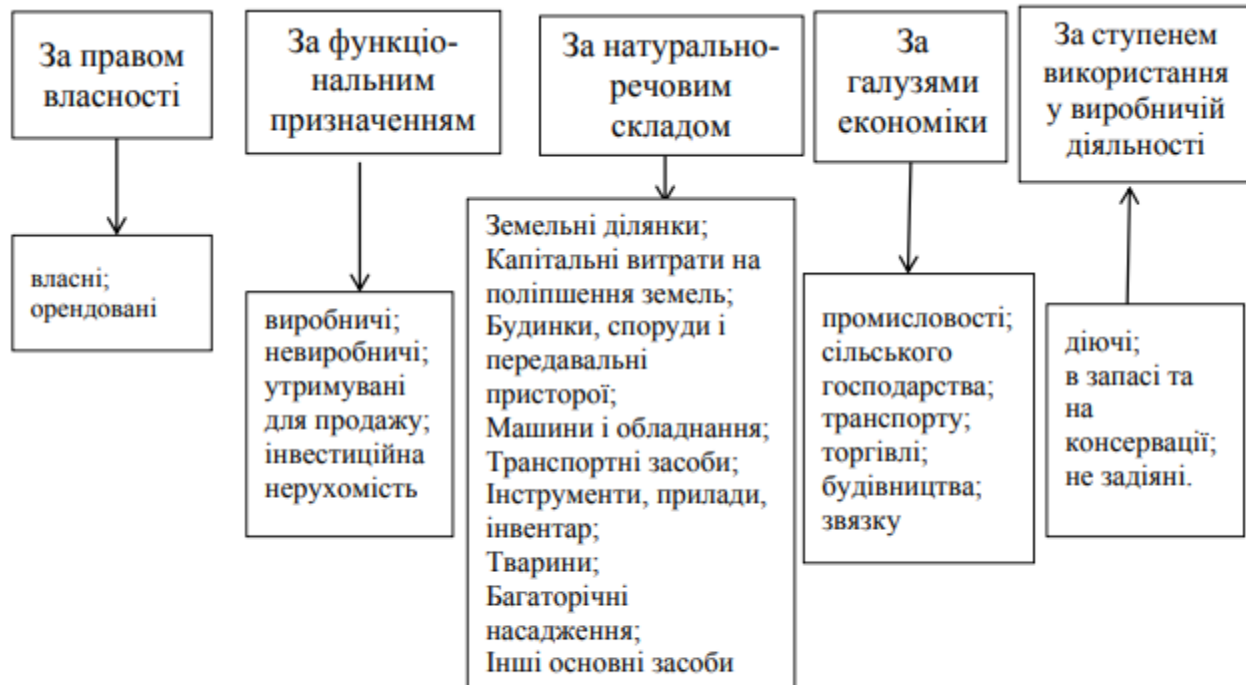 За правом
власності
За функціо-
нальним
призначенням
За натурально-
речовим
складом
За
галузями
економіки
За ступенем
використання
у виробничій
діяльності
власні;
орендовані
виробничі;
невиробничі;
утримувані
для продажу;
інвестиційна
нерухомість
Земельні ділянки;
Капітальні витрати на
поліпшення земель;
Будинки, споруди і
передавальні
присторої;
Машини і обладнання;
Транспортні засоби;
Інструменти, прилади,
інвентар;
Тварини;
Багаторічні
насадження;
Інші основні засоби
промисловості;
сільського
господарства;
транспорту;
торгівлі;
будівництва;
звязку
діючі;
в запасі та
на
консервації;
не задіяні.